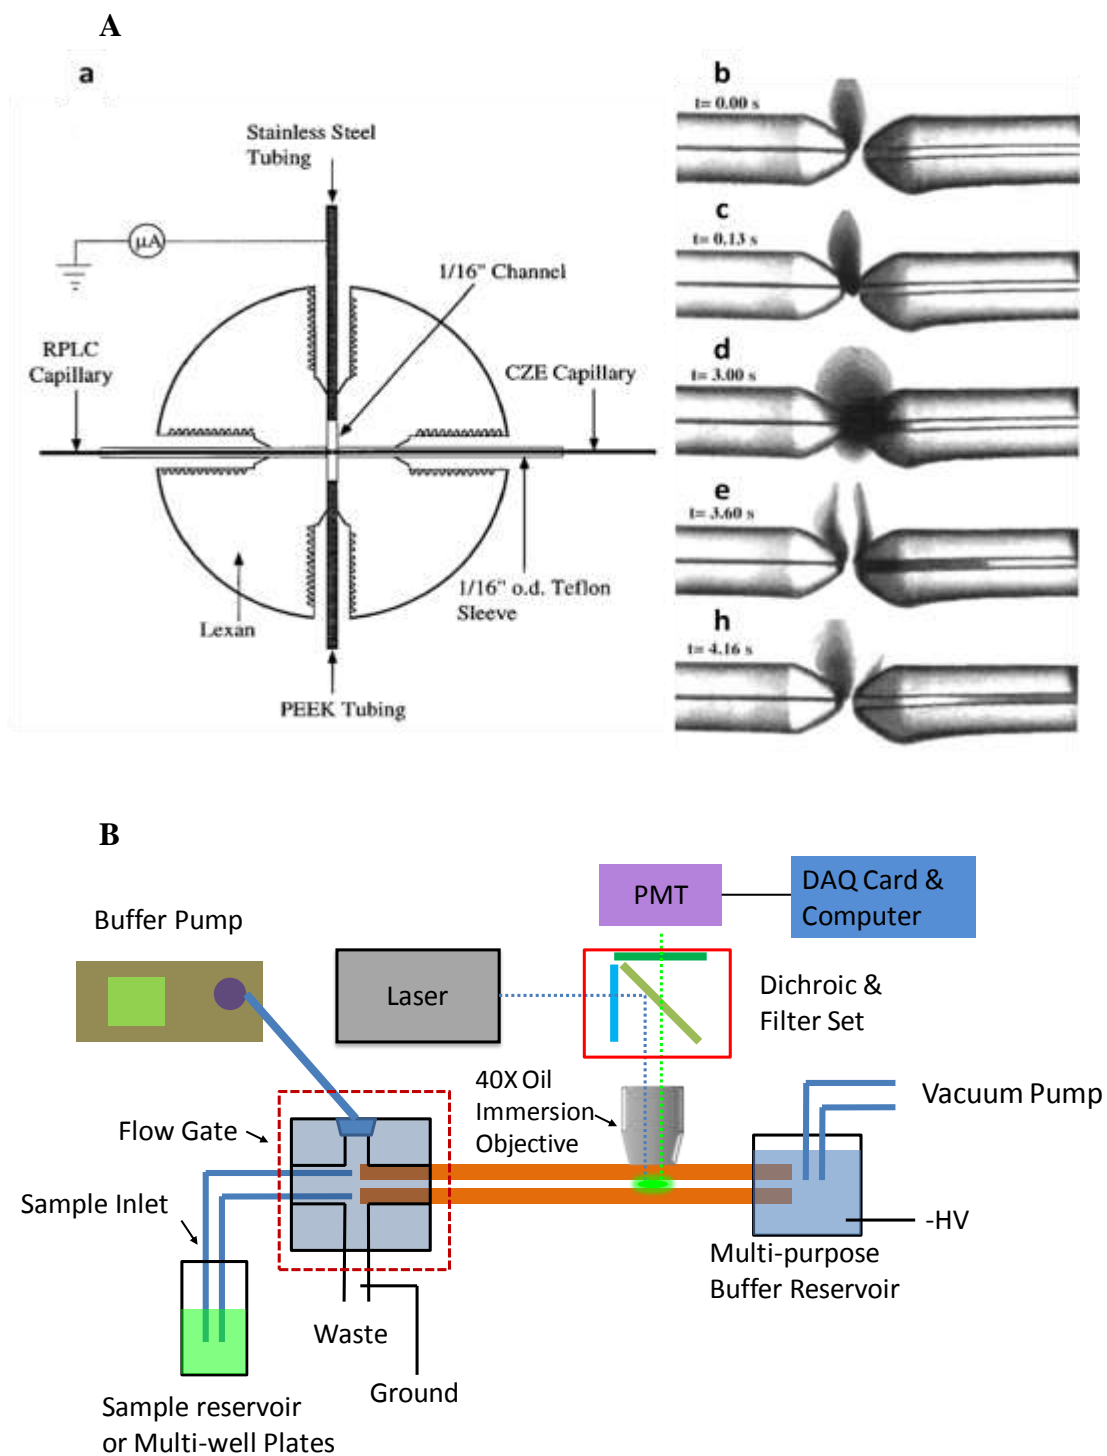 A
a
Stainless Steel
Tubing
µA
1/16" Channel
RPLC
Capillary
CZE Capillary
1/16" o.d. Teflon
Sleeve
Lexan
PEEK Tubing
b
t= 0.00 s
c
t= 0.13 s
d
t= 3.00 s
e
t= 3.60 s
h
t= 4.16 s
B
Buffer Pump
Laser
PMT
DAQ Card &
Computer
Dichroic &
Filter Set
40X Oil
Immersion
Objective
Flow Gate
Sample Inlet
Vacuum Pump
-HV
Multi-purpose
Buffer Reservoir
Waste
Ground
Sample reservoir
or Multi-well Plates